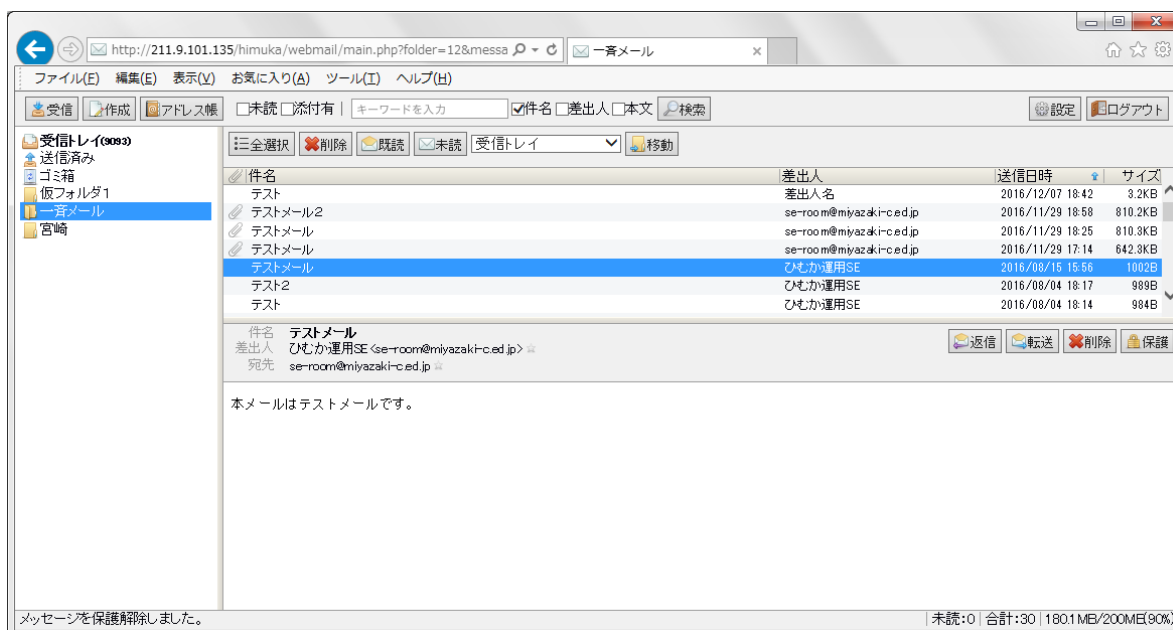 http://211.9.101.135/himuka/webmail/main.php?folder=12&messa
一斉メール
ファイル(F) 編集(E) 表示(V) お気に入り(A) ツール(T) ヘルプ(H)
受信 作成 アドレス帳 未読 添付有 | キーワードを入力 件名 差出人 本文 検索 設定 ログアウト
受信トレイ(9093)
送信済み
ゴミ箱
仮フォルダ1
一斉メール
宮崎
全選択 削除 既読 未読 受信トレイ 移動
件名 差出人 送信日時 サイズ
テスト 差出人名 2016/12/07 18:42 3.2KB
テストメール2 se-room@miyazaki-c.ed.jp 2016/11/29 18:58 810.2KB
テストメール se-room@miyazaki-c.ed.jp 2016/11/29 18:25 810.3KB
テストメール se-room@miyazaki-c.ed.jp 2016/11/29 17:14 642.3KB
テストメール ひむか運用SE 2016/08/15 15:56 1002B
テスト2 ひむか運用SE 2016/08/04 18:17 989B
テスト ひむか運用SE 2016/08/04 18:14 984B
件名 テストメール
差出人 ひむか運用SE<se-room@miyazaki-c.ed.jp>
宛先 se-room@miyazaki-c.ed.jp
返信 転送 削除 保護
本メールはテストメールです。
メッセージを保護解除しました。
未読:0 合計:30 180.1MB/200MB(90%)